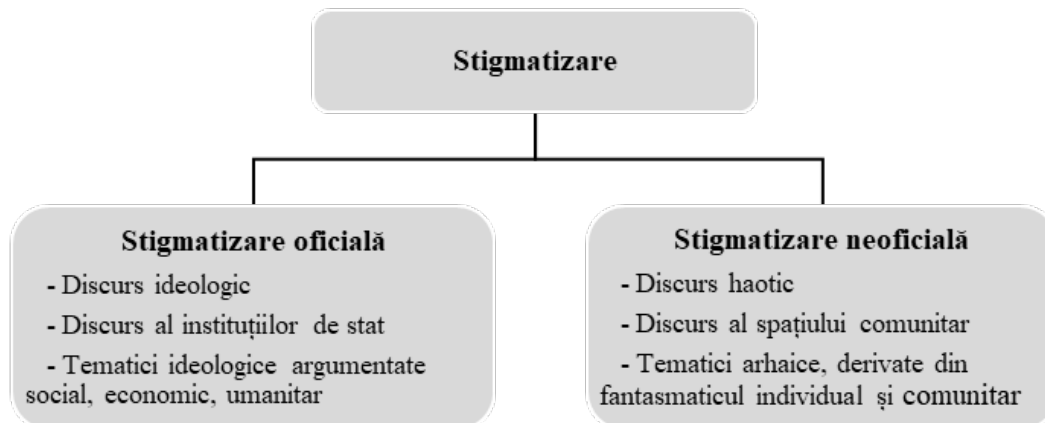 Stigmatizare
Stigmatizare oficială
- Discurs ideologic
- Discurs al instituțiilor de stat
- Tematici ideologice argumentate
social, economic, umanitar
Stigmatizare neoficială
- Discurs haotic
- Discurs al spațiului comunitar
- Tematici arhaice, derivate din
fantasmaticul individual și comunitar